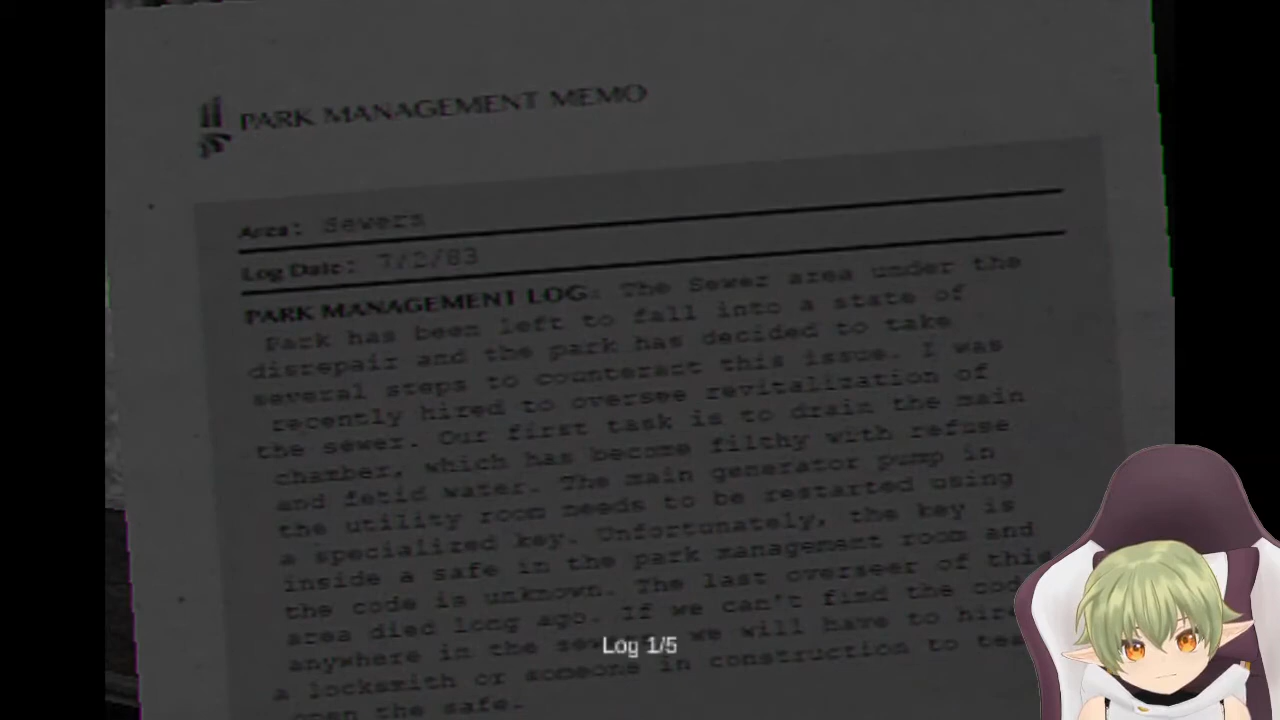 PARK MANAGEMENT MEMO
Area: Sewers
Log Date: 7/2/83
PARK MANAGEMENT LOG: The Sewer area under the
Park has been left to fall into a state of
disrepair and the park has decided to take
several steps to counteract this issue. I was
recently hired to oversee revitalization of
the sewer. Our first task is to drain the main
chamber, which has become filthy with refuse
and fetid water. The main generator pump in
the utility room needs to be restarted using
a specialized key. Unfortunately, the key is
inside a safe in the park management room and
the code is unknown. The last overseer of this
area died long ago. If we can't find the code
anywhere in the we will have to hire
a locksmith or someone in construction to
open the safe.
Log 1/5